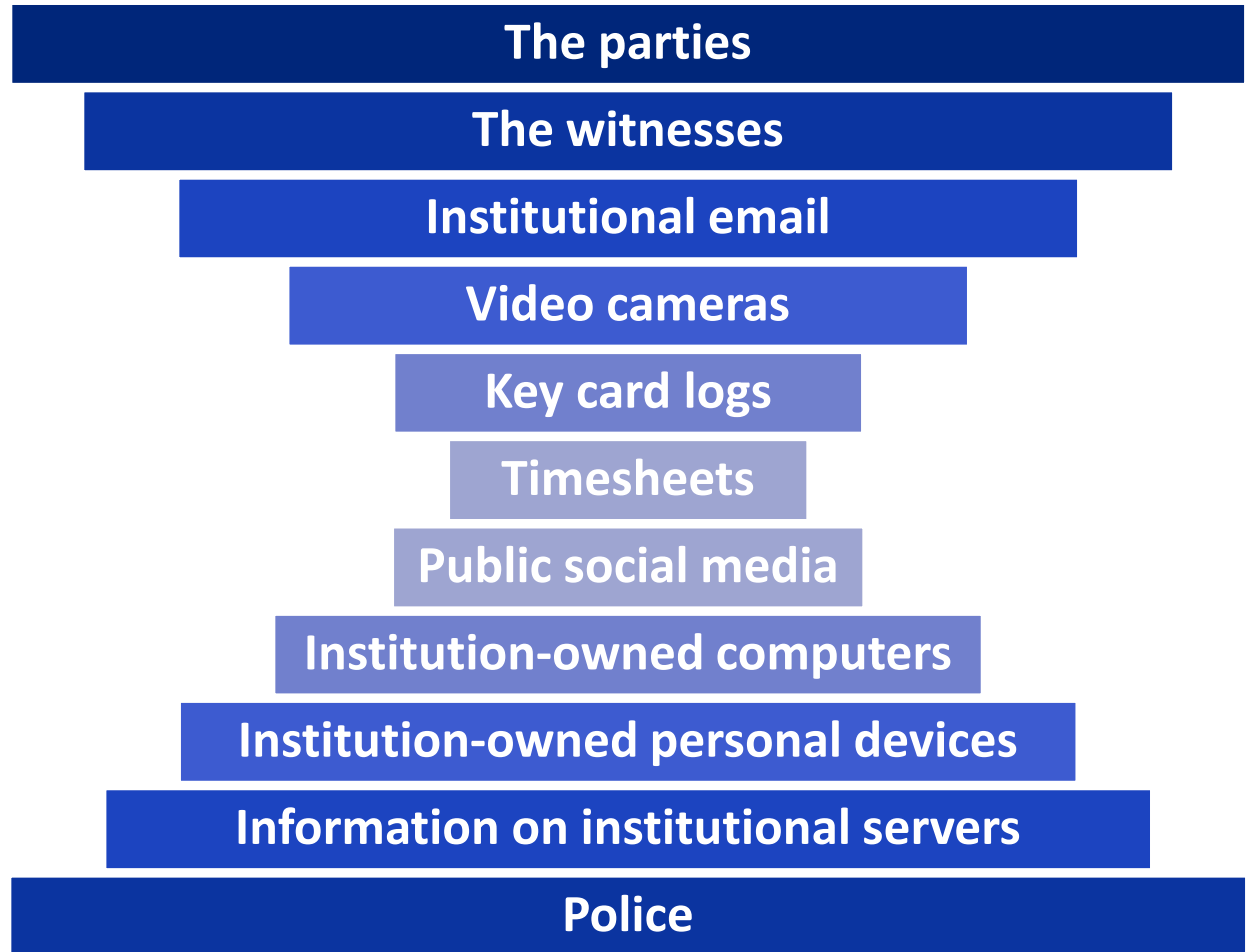 The parties
The witnesses
Institutional email
Video cameras
Key card logs
Timesheets
Public social media
Institution-owned computers
Institution-owned personal devices
Information on institutional servers
Police